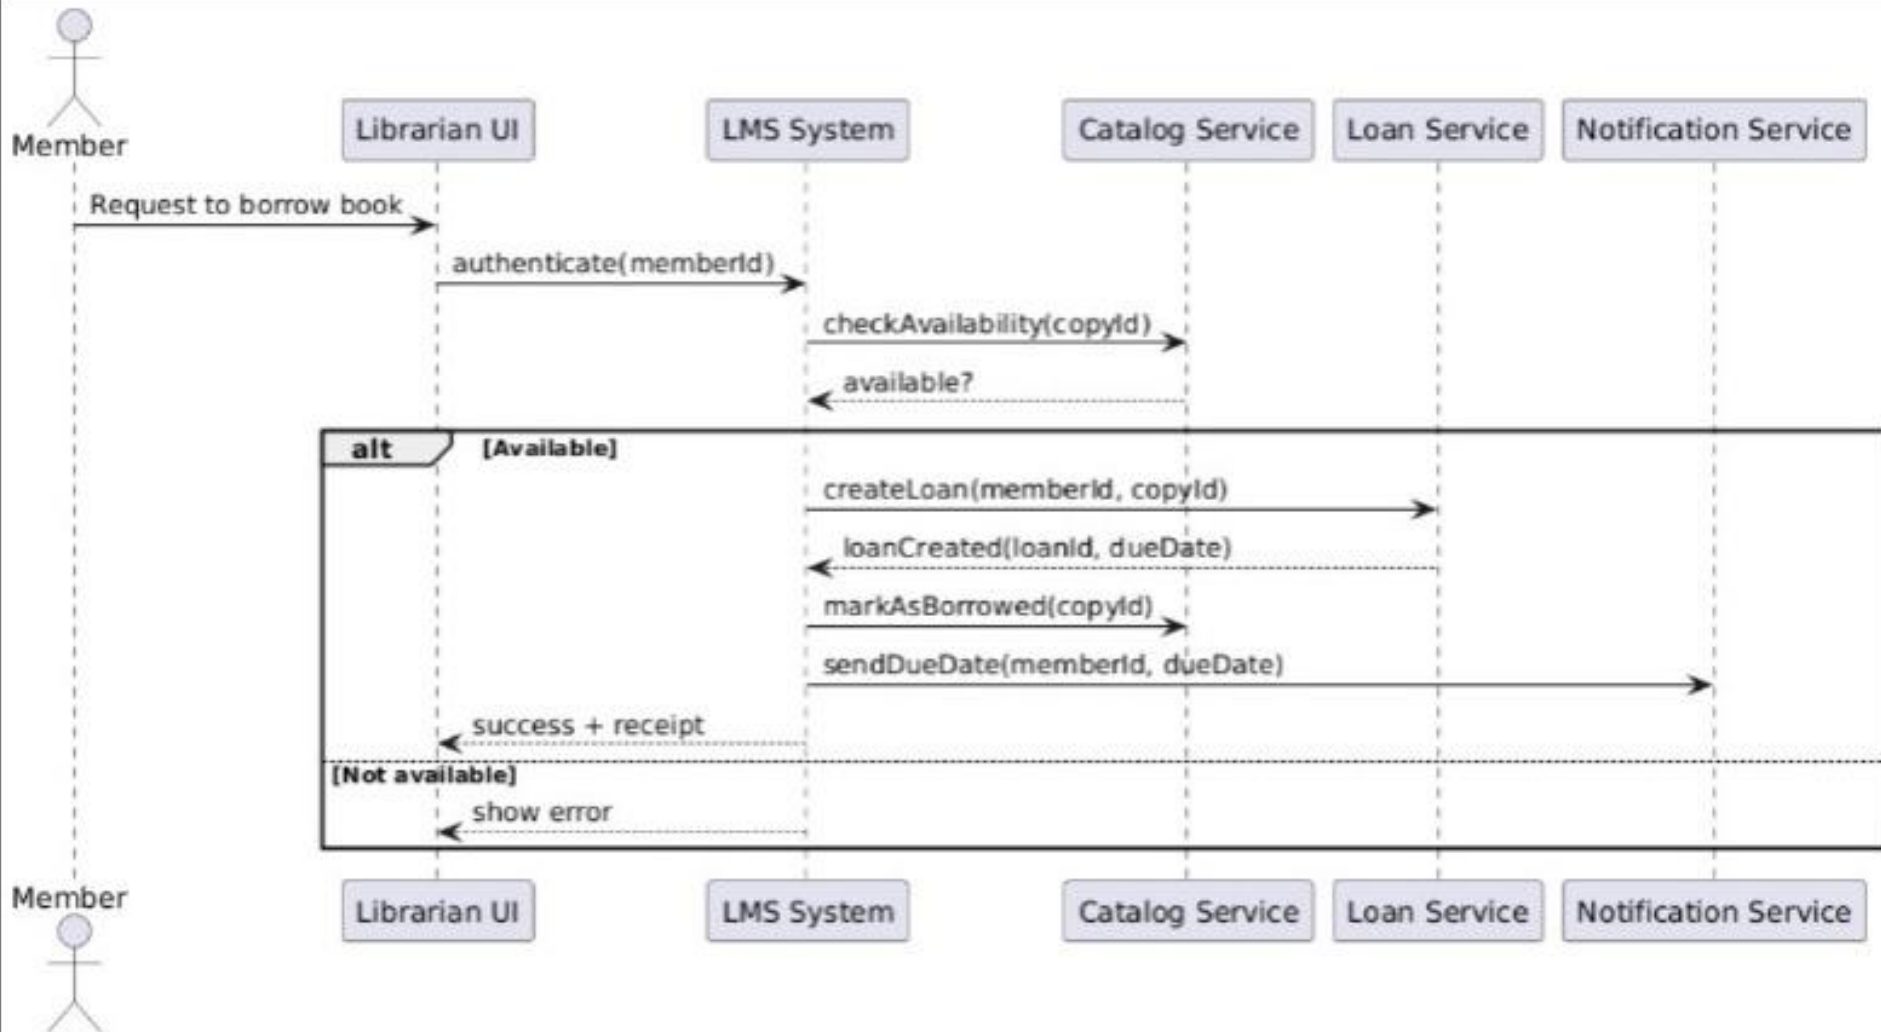 Member
Librarian UI
LMS System
Catalog Service
Loan Service
Notification Service
Request to borrow book
authenticate(memberId)
checkAvailability(copyId)
available?
alt [Available]
createLoan(memberId, copyId)
loanCreated(loanId, dueDate)
markAsBorrowed(copyId)
sendDueDate(memberId, dueDate)
success + receipt
[Not available]
show error
Member
Librarian UI
LMS System
Catalog Service
Loan Service
Notification Service